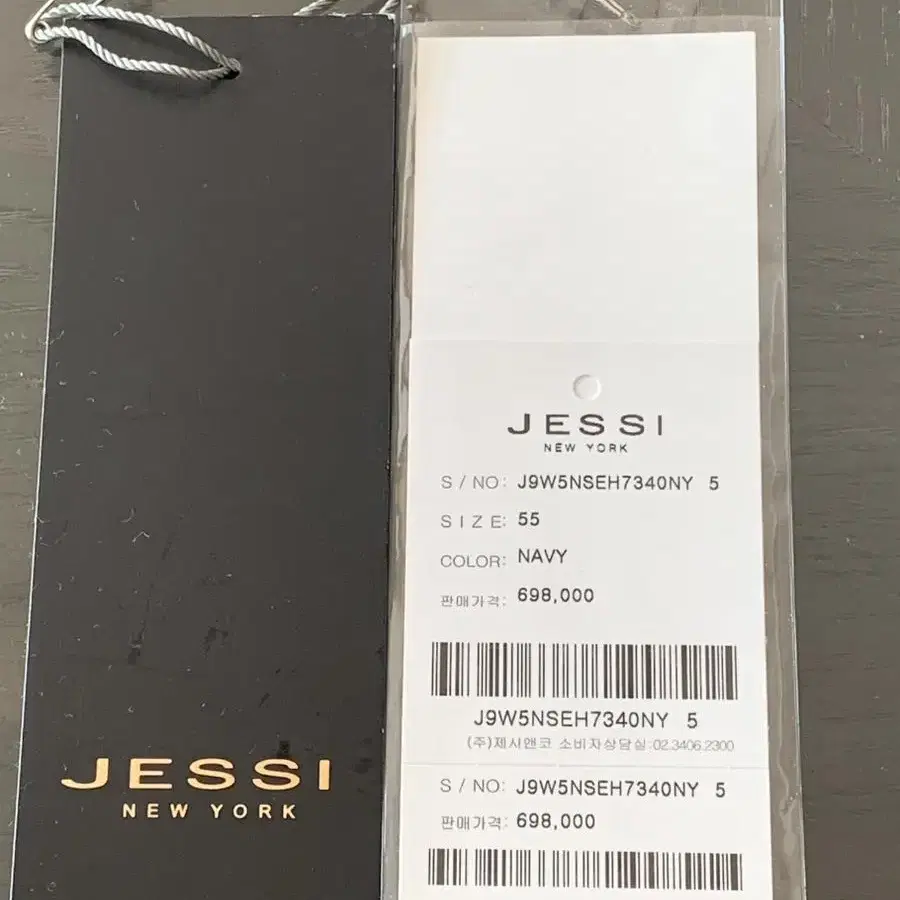 JESSI
NEW YORK
JESSI
NEW YORK
S / NO: J9W5NSEH7340NY 5
SIZE: 55
COLOR: NAVY
판매가격: 698,000
J9W5NSEH7340NY 5
(주)제시앤코 소비자상담실:02.3406.2300
S / NO: J9W5NSEH7340NY 5
판매가격: 698,000